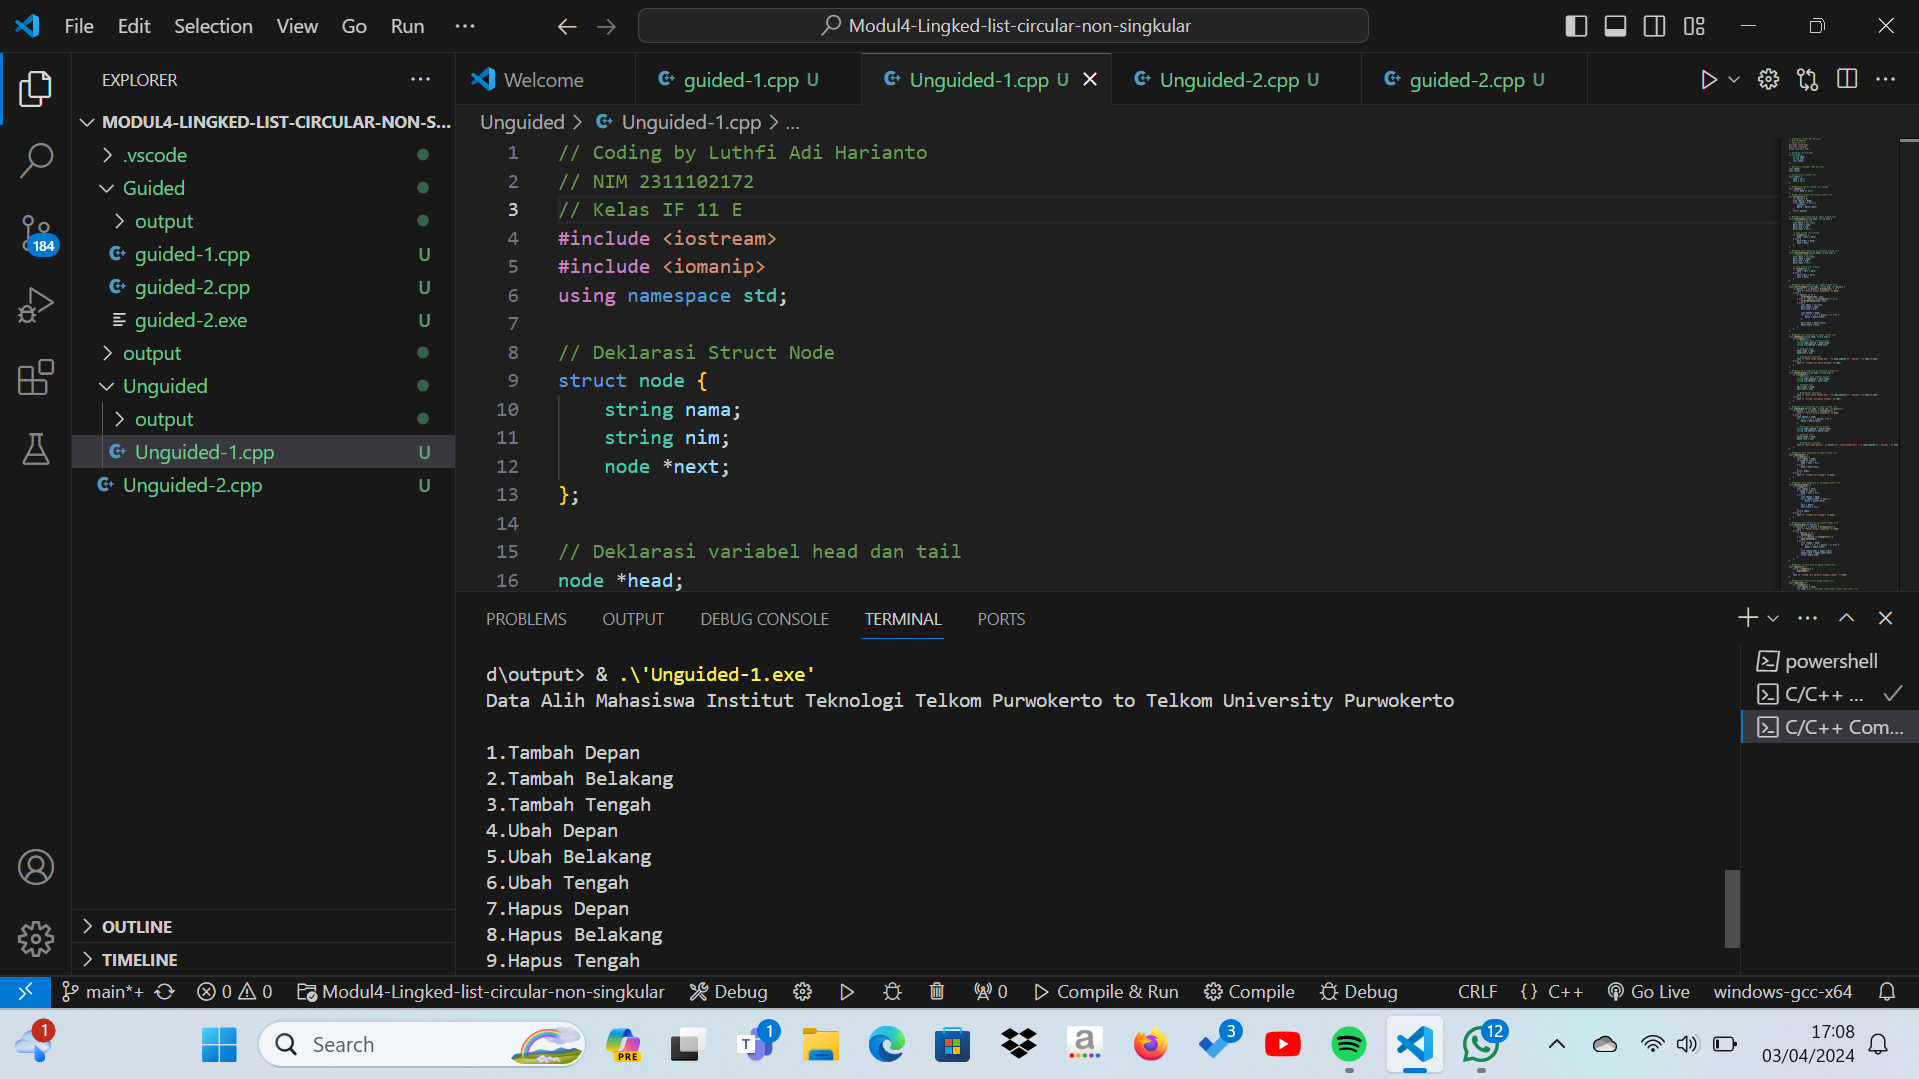 File Edit Selection View Go Run
Modul4-Lingked-list-circular-non-singkular
EXPLORER
MODUL4-LINGKED-LIST-CIRCULAR-NON-S...
.vscode
Guided
output
guided-1.cpp U
guided-2.cpp U
guided-2.exe U
output
Unguided
output
Unguided-1.cpp U
Unguided-2.cpp U
OUTLINE
TIMELINE
184
Welcome
guided-1.cpp U
Unguided-1.cpp U
Unguided-2.cpp U
guided-2.cpp U
Unguided > Unguided-1.cpp > ...
1 // Coding by Luthfi Adi Harianto
2 // NIM 2311102172
3 // Kelas IF 11 E
4 #include <iostream>
5 #include <iomanip>
6 using namespace std;
7
8 // Deklarasi Struct Node
9 struct node {
10 string nama;
11 string nim;
12 node *next;
13 };
14
15 // Deklarasi variabel head dan tail
16 node *head;
PROBLEMS OUTPUT DEBUG CONSOLE TERMINAL PORTS
d\output> & .\'Unguided-1.exe'
Data Alih Mahasiswa Institut Teknologi Telkom Purwokerto to Telkom University Purwokerto
1.Tambah Depan
2.Tambah Belakang
3.Tambah Tengah
4.Ubah Depan
5.Ubah Belakang
6.Ubah Tengah
7.Hapus Depan
8.Hapus Belakang
9.Hapus Tengah
powershell
C/C++ ...
C/C++ Com...
main*+ 0 0 Modul4-Lingked-list-circular-non-singkular Debug 0 Compile & Run Compile Debug CRLF {} C++ Go Live windows-gcc-x64
1 Search PRE T 1 a 3 12
17:08
03/04/2024